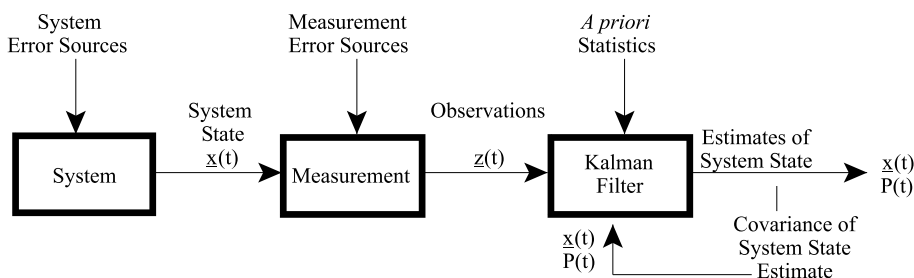 System
Error Sources
Measurement
Error Sources
A priori
Statistics
System
State
x(t)
Observations
z(t)
Estimates of
System State
System
Measurement
Kalman
Filter
x(t)
P(t)
x(t)
P(t)
Covariance of
System State
Estimate